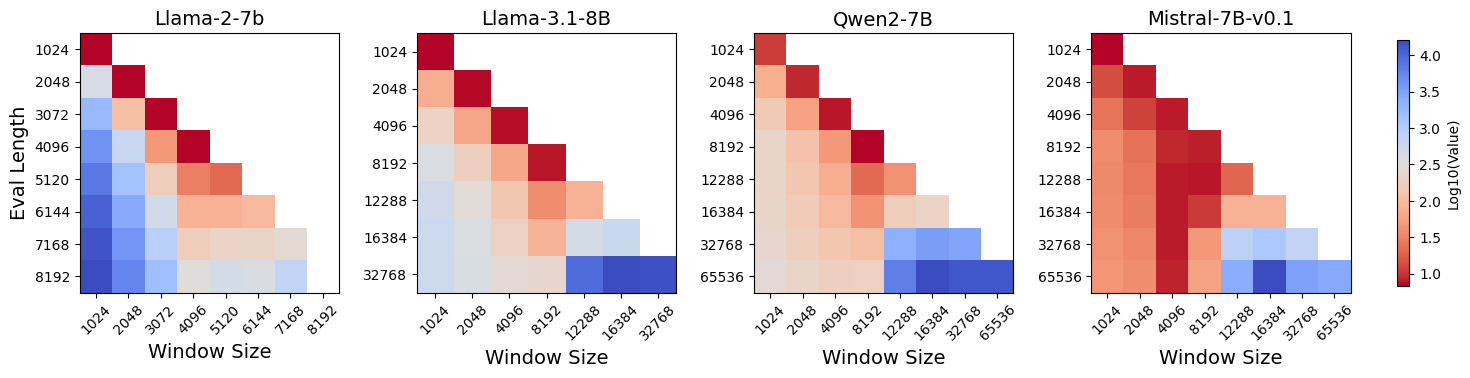 Llama-2-7b
Eval Length
1024
2048
3072
4096
5120
6144
7168
8192
1024 2048 3072 4096 5120 6144 7168 8192
Window Size
Llama-3.1-8B
1024
2048
4096
8192
12288
16384
32768
1024 2048 4096 8192 12288 16384 32768
Window Size
Qwen2-7B
1024
2048
4096
8192
12288
16384
32768
65536
1024 2048 4096 8192 12288 16384 32768 65536
Window Size
Mistral-7B-v0.1
1024
2048
4096
8192
12288
16384
32768
65536
1024 2048 4096 8192 12288 16384 32768 65536
Window Size
4.0
3.5
3.0
2.5
2.0
1.5
1.0
Log10(Value)